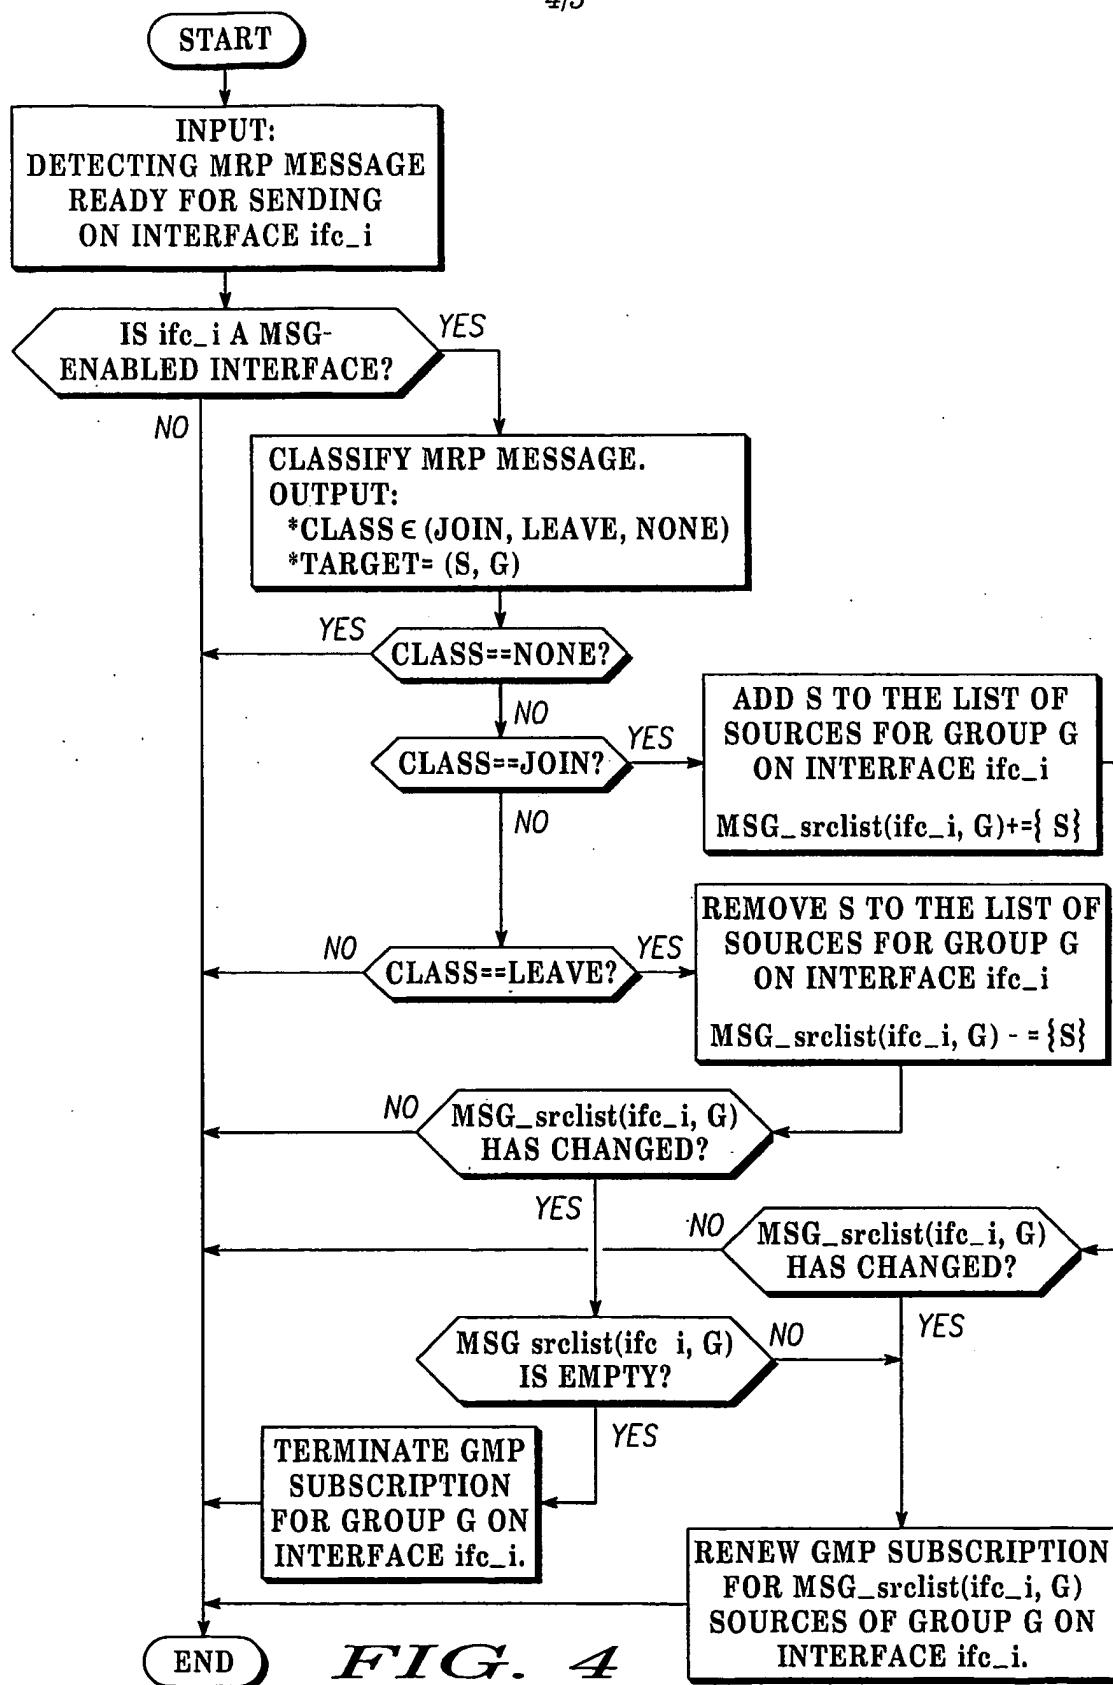 4/5
START
INPUT:
DETECTING MRP MESSAGE
READY FOR SENDING
ON INTERFACE ifc_i
IS ifc_i A MSG-
ENABLED INTERFACE?
YES
NO
CLASSIFY MRP MESSAGE.
OUTPUT:
*CLASS ∈ (JOIN, LEAVE, NONE)
*TARGET= (S, G)
YES
CLASS==NONE?
NO
CLASS==JOIN?
YES
ADD S TO THE LIST OF
SOURCES FOR GROUP G
ON INTERFACE ifc_i
MSG_srclist(ifc_i, G)+={ S}
NO
NO
CLASS==LEAVE?
YES
REMOVE S TO THE LIST OF
SOURCES FOR GROUP G
ON INTERFACE ifc_i
MSG_srclist(ifc_i, G) - = {S}
NO
MSG_srclist(ifc_i, G)
HAS CHANGED?
YES
NO
MSG_srclist(ifc_i, G)
HAS CHANGED?
YES
MSG srclist(ifc i, G)
IS EMPTY?
NO
YES
TERMINATE GMP
SUBSCRIPTION
FOR GROUP G ON
INTERFACE ifc_i.
RENEW GMP SUBSCRIPTION
FOR MSG_srclist(ifc_i, G)
SOURCES OF GROUP G ON
INTERFACE ifc_i.
END
FIG. 4